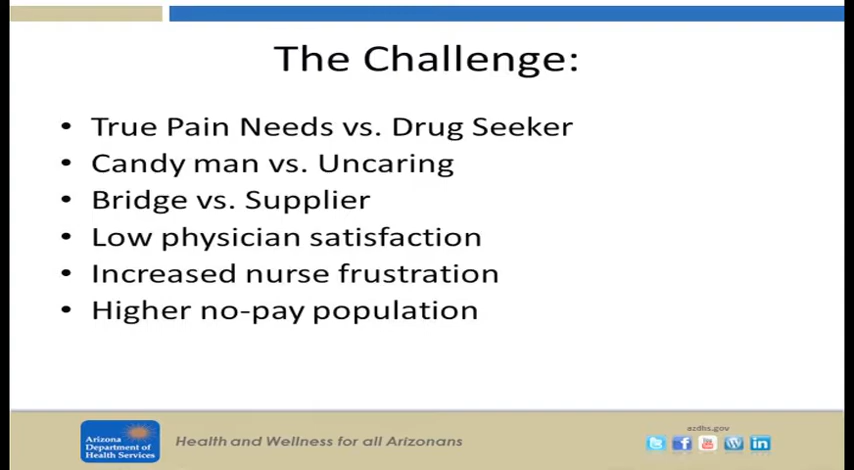 The Challenge:
• True Pain Needs vs. Drug Seeker
• Candy man vs. Uncaring
• Bridge vs. Supplier
• Low physician satisfaction
• Increased nurse frustration
• Higher no-pay population
Arizona
Department of
Health Services
Health and Wellness for all Arizonans
azdhs.gov